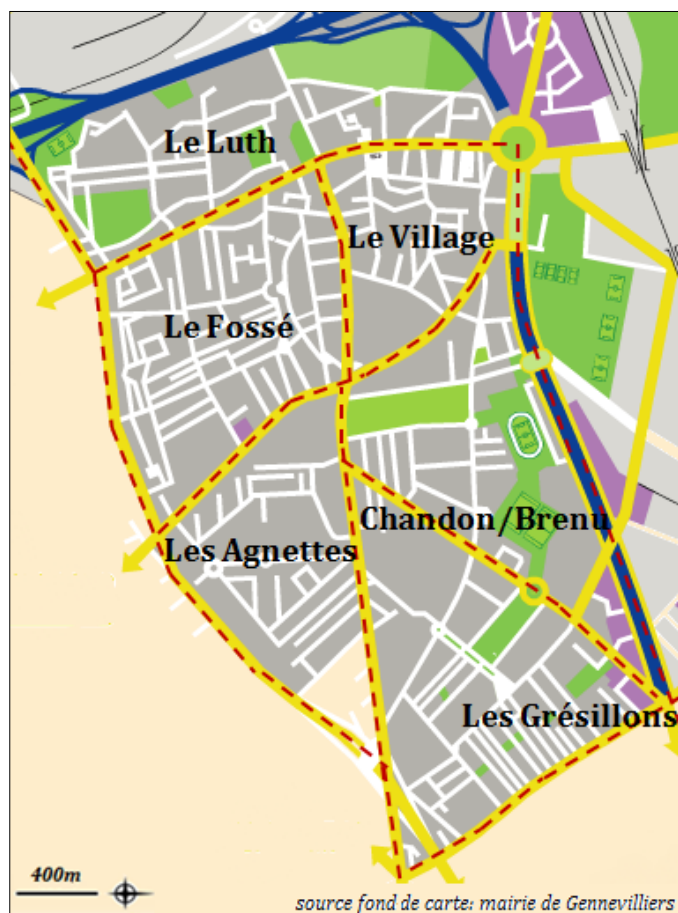 Le Luth
Le Village
Le Fossé
Chandon/Brenu
Les Agnettes
Les Grésillons
400m
source fond de carte: mairie de Gennevilliers